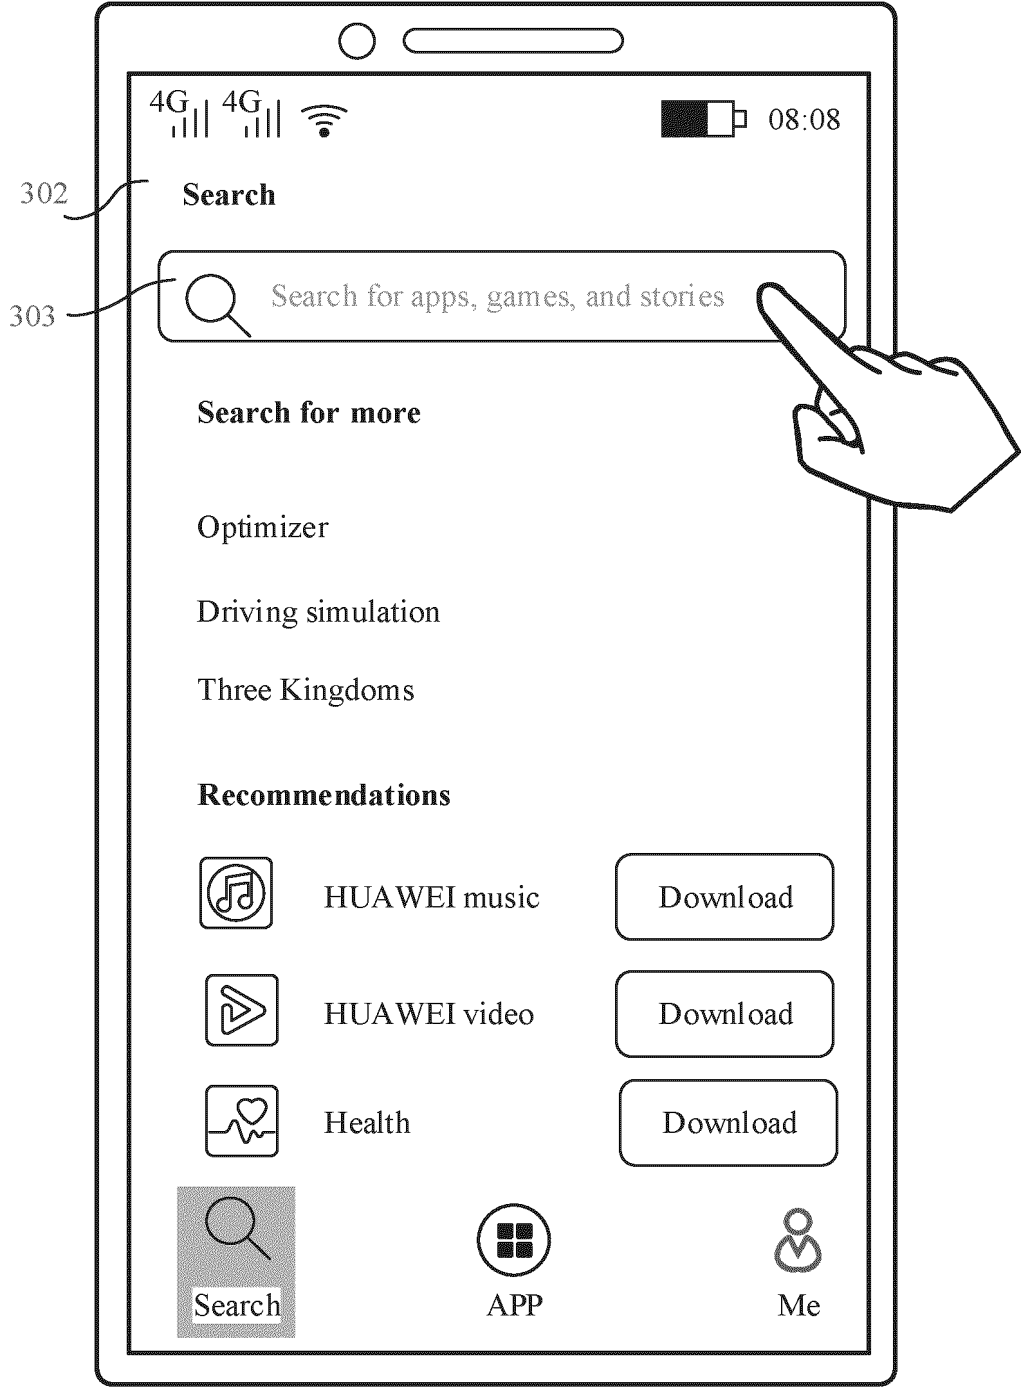 4G 4G 08:08
302
Search
303
Search for apps, games, and stories
Search for more
Optimizer
Driving simulation
Three Kingdoms
Recommendations
HUAWEI music Download
HUAWEI video Download
Health Download
Search APP Me